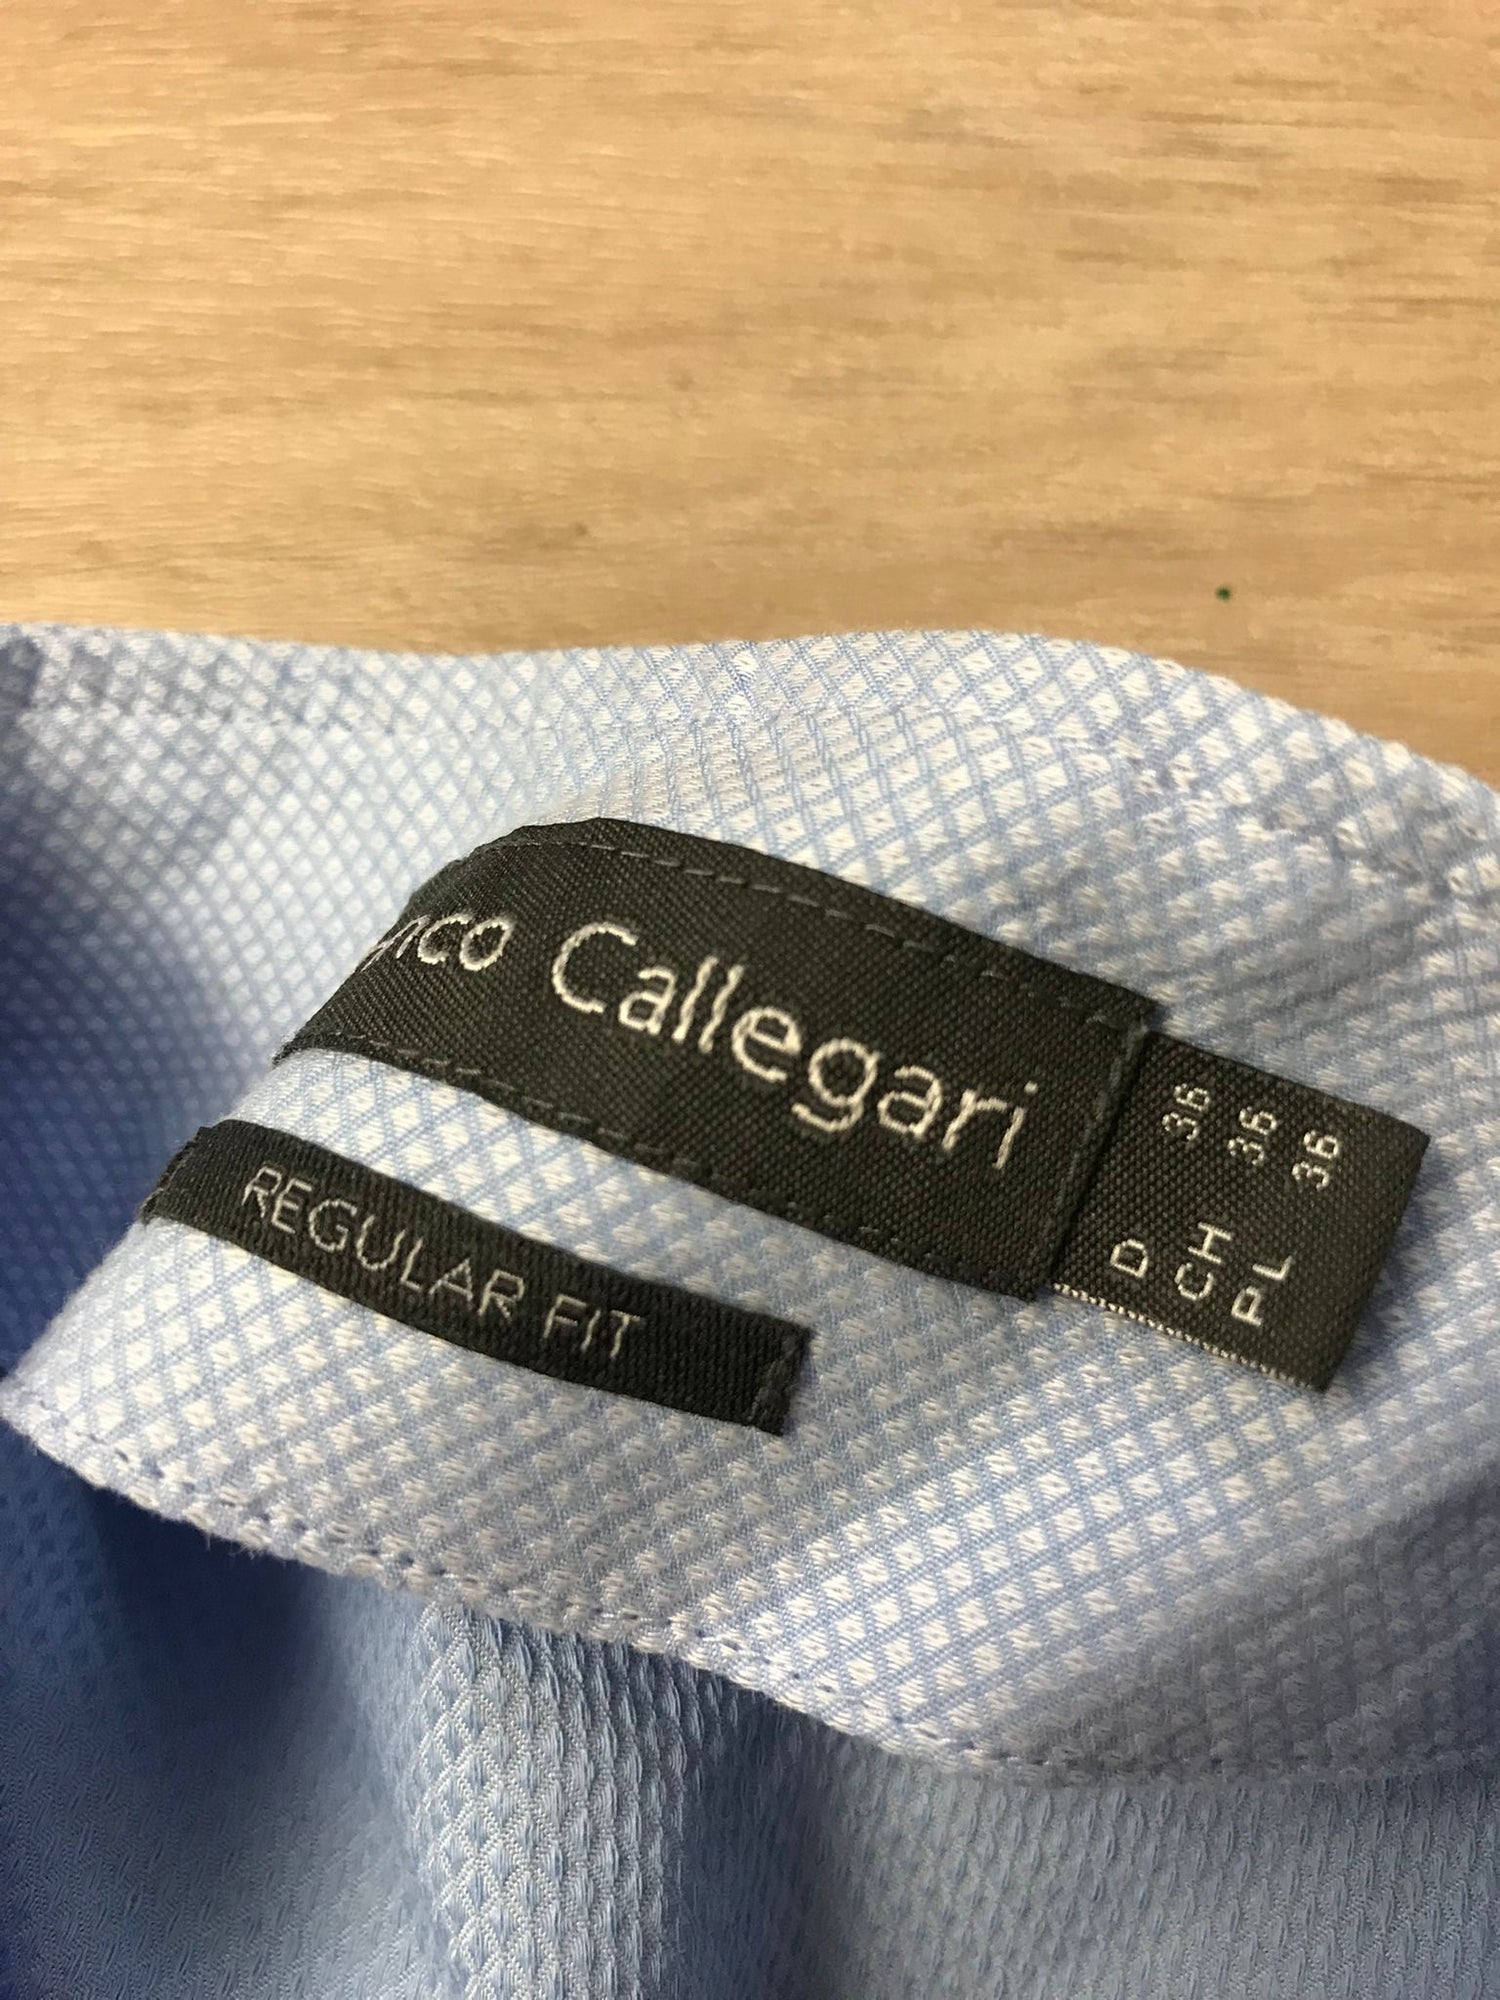 nco Callegari
D 36
CH 36
PL 36
REGULAR FIT